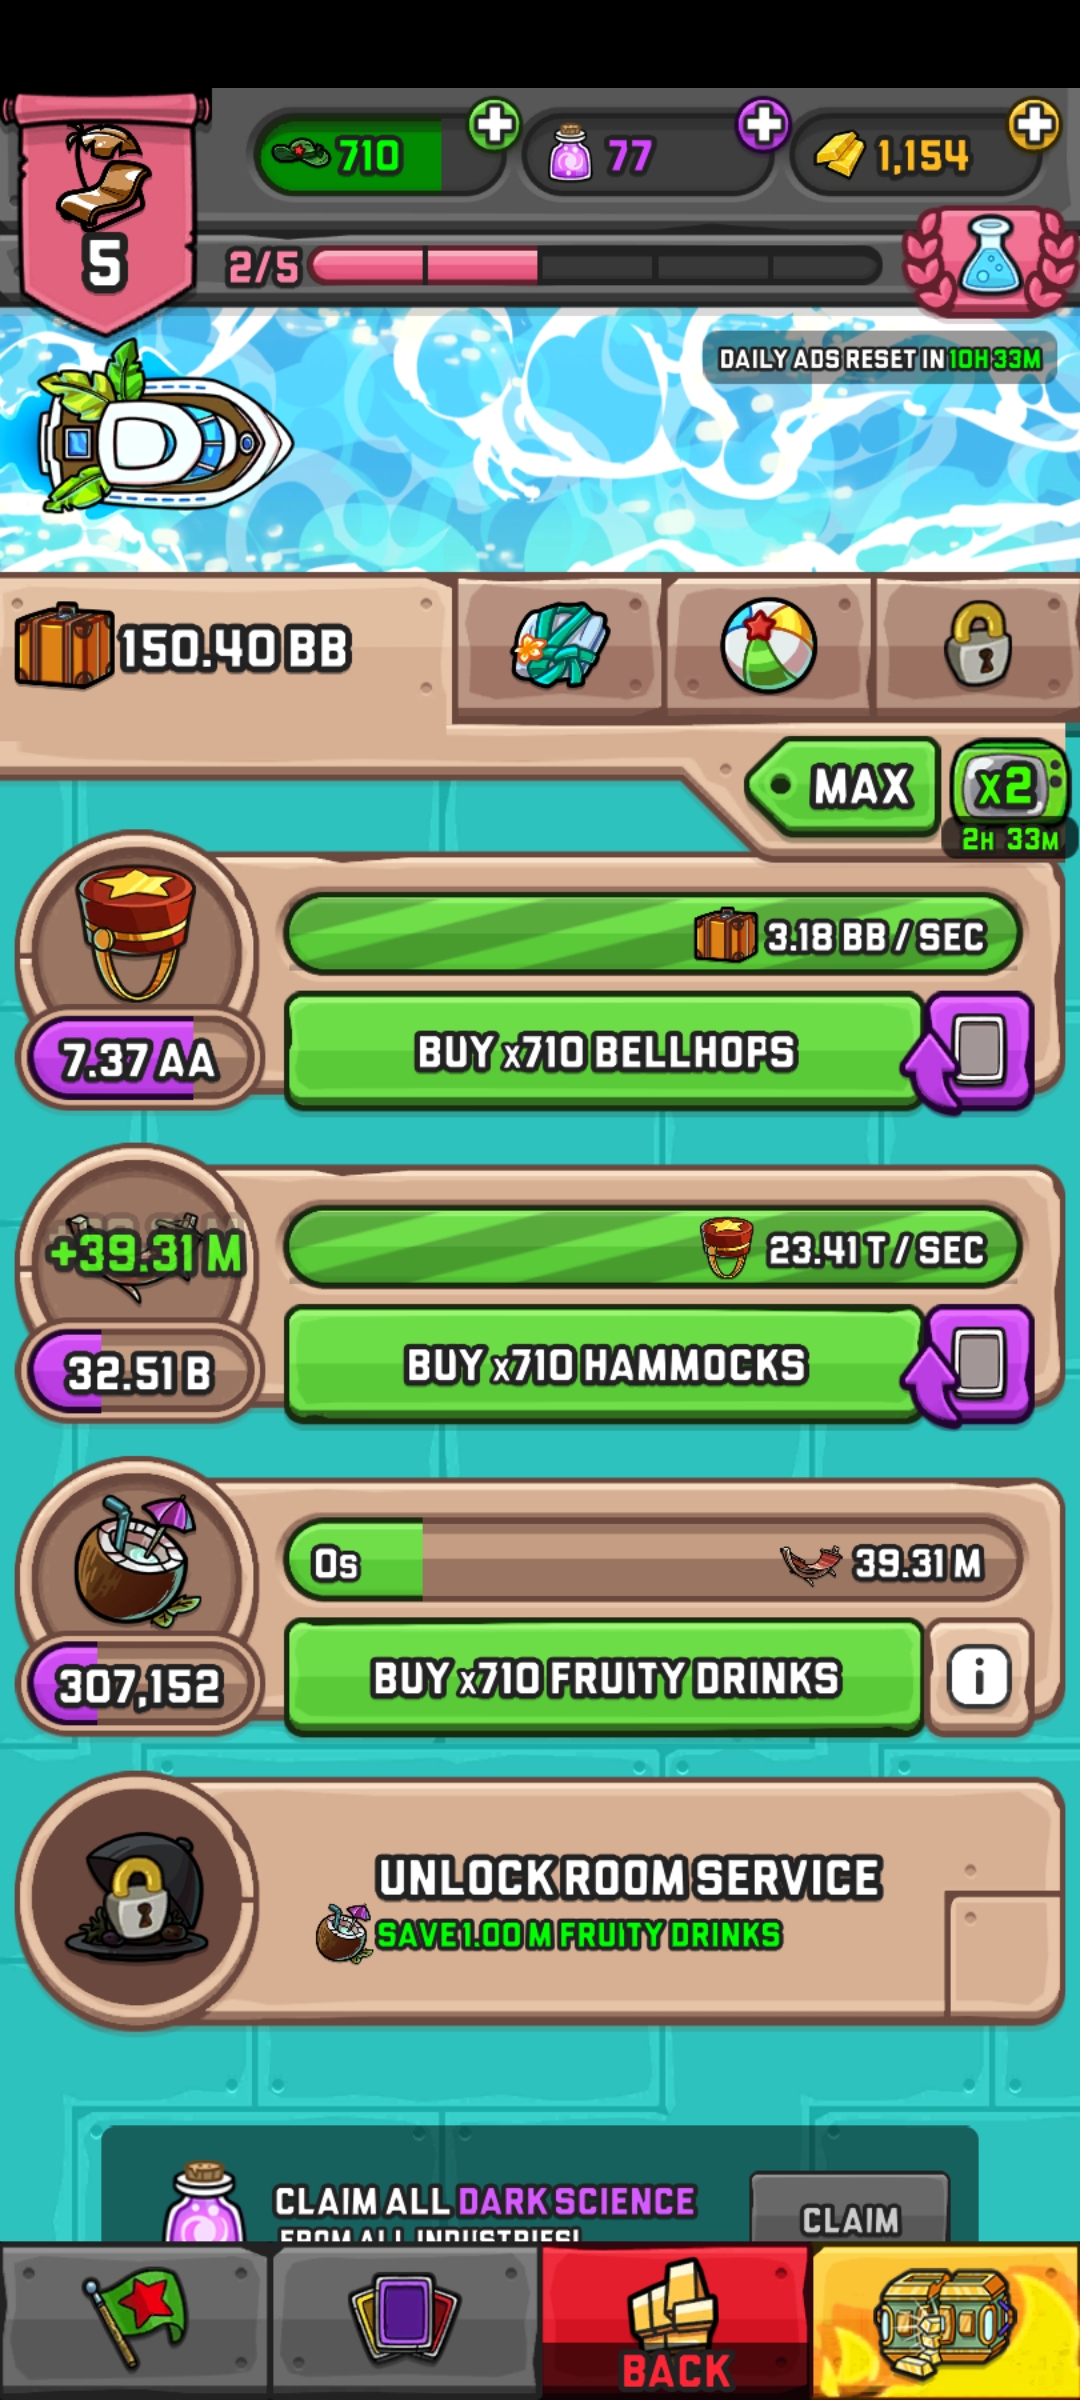 710
77
1,154
5
2/5
DAILY ADS RESET IN 10H 33M
150.40 BB
MAX
x2
2H 33M
3.18 BB / SEC
7.37 AA
BUY x710 BELLHOPS
+39.31 M
23.41 T / SEC
32.51 B
BUY x710 HAMMOCKS
0s
39.31 M
307,152
BUY x710 FRUITY DRINKS
i
UNLOCK ROOM SERVICE
SAVE 1.00 M FRUITY DRINKS
CLAIM ALL DARK SCIENCE
FROM ALL INDUSTRIES!
CLAIM
BACK